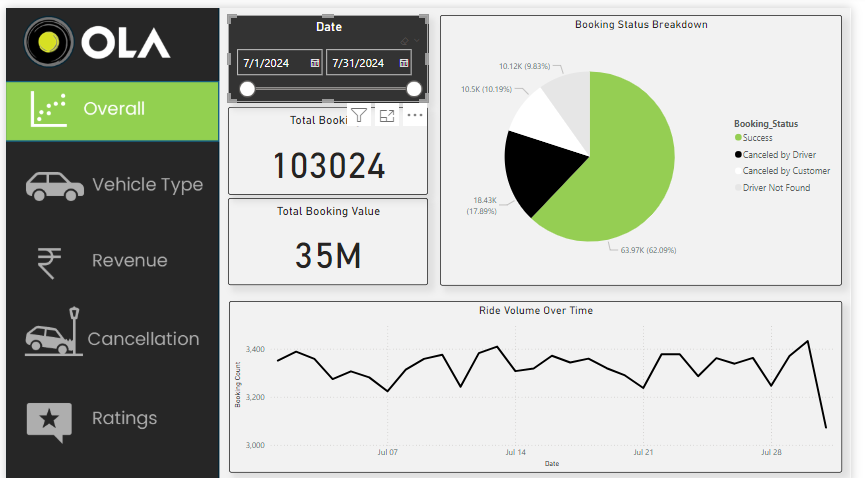 OLA
Overall
Vehicle Type
Revenue
Cancellation
Ratings
Date
7/1/2024
7/31/2024
Total
103024
Total Booking Value
35M
Booking Status Breakdown
10.12K (9.83%)
10.5K (10.19%)
18.43K
(17.89%)
63.97K (62.09%)
Booking_Status
Success
Canceled by Driver
Canceled by Customer
Driver Not Found
Ride Volume Over Time
Booking Count
3,400
3,200
3,000
Jul 07
Jul 14
Jul 21
Jul 28
Date